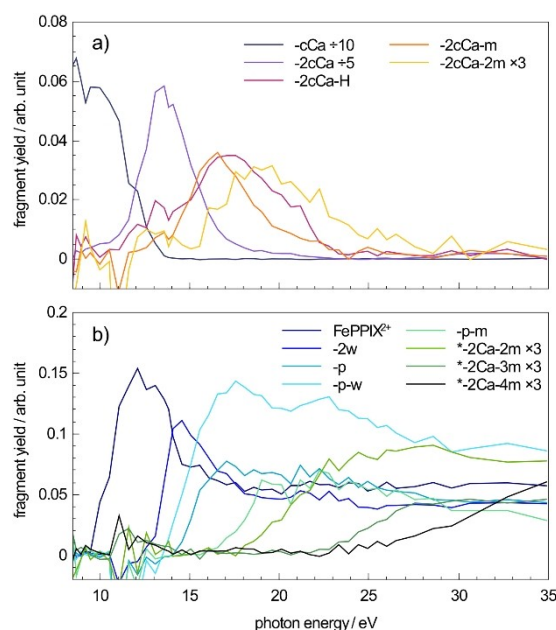 0.08
a)
-cCa ÷10
-2cCa ÷5
-2cCa-H
-2cCa-m
-2cCa-2m ×3
0.06
0.04
0.02
0
fragment yield / arb. unit
0.2
b)
FePPIX²⁺
-2w
-p
-p-w
-p-m
*-2Ca-2m ×3
*-2Ca-3m ×3
*-2Ca-4m ×3
0.15
0.1
0.05
0
fragment yield / arb. unit
10 15 20 25 30 35
photon energy / eV